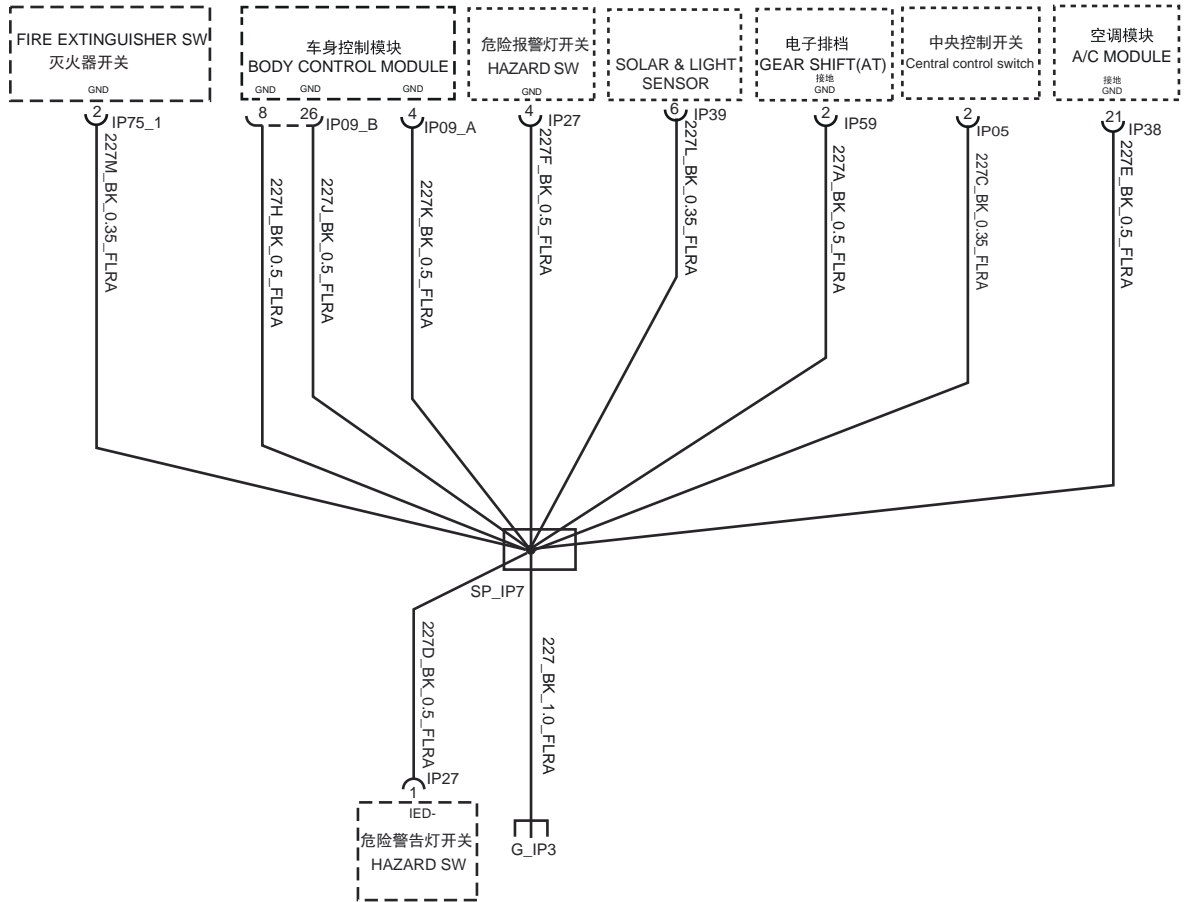 FIRE EXTINGUISHER SW
灭火器开关
GND
2
IP75_1
227M_BK_0.35_FLRA
车身控制模块
BODY CONTROL MODULE
GND
GND
GND
8
26
IP09_B
4
IP09_A
227H_BK_0.5_FLRA
227J_BK_0.5_FLRA
227K_BK_0.5_FLRA
危险报警灯开关
HAZARD SW
GND
4
IP27
227F_BK_0.5_FLRA
SOLAR & LIGHT
SENSOR
6
IP39
227L_BK_0.35_FLRA
电子排档
GEAR SHIFT(AT)
接地
GND
2
IP59
227A_BK_0.5_FLRA
中央控制开关
Central control switch
2
IP05
227C_BK_0.35_FLRA
空调模块
A/C MODULE
接地
GND
21
IP38
227E_BK_0.5_FLRA
SP_IP7
227D_BK_0.5_FLRA
227_BK_1.0_FLRA
IP27
1
IED-
危险警告灯开关
HAZARD SW
G_IP3